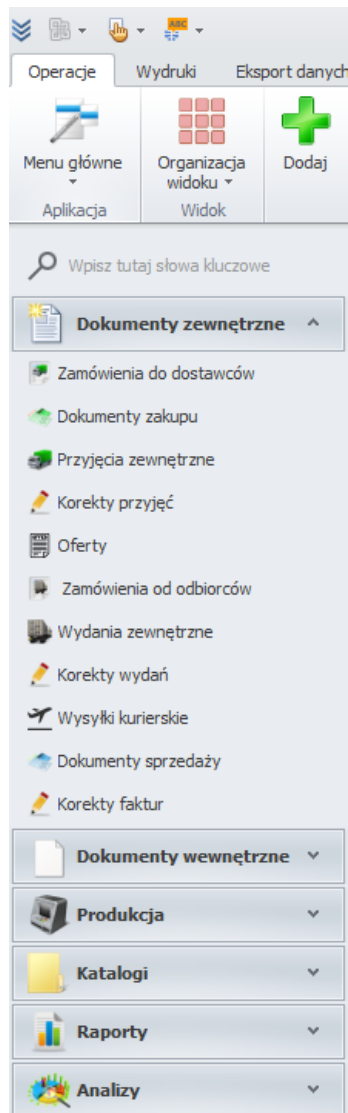 ABC
Operacje Wydruki Eksport danych
Menu główne Organizacja widoku Dodaj
Aplikacja Widok
Wpisz tutaj słowa kluczowe
Dokumenty zewnętrzne
Zamówienia do dostawców
Dokumenty zakupu
Przyjęcia zewnętrzne
Korekty przyjęć
Oferty
Zamówienia od odbiorców
Wydania zewnętrzne
Korekty wydań
Wysyłki kurierskie
Dokumenty sprzedaży
Korekty faktur
Dokumenty wewnętrzne
Produkcja
Katalogi
Raporty
Analizy